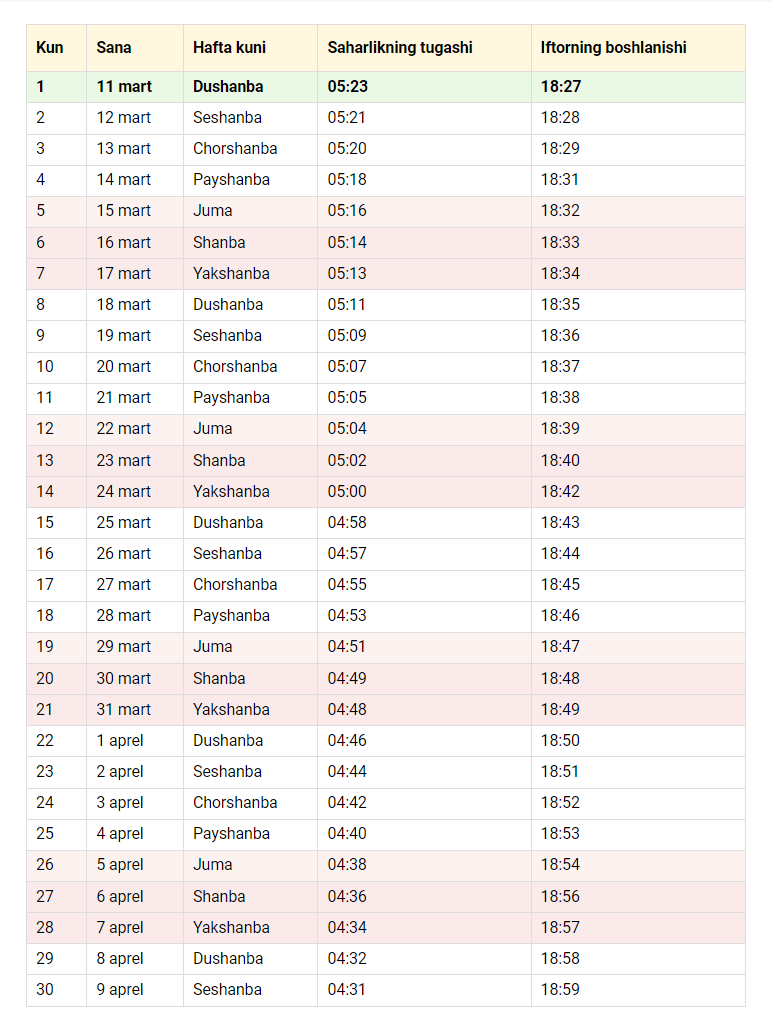 Kun Sana Hafta kuni Saharlikning tugashi Iftorning boshlanishi
1 11 mart Dushanba 05:23 18:27
2 12 mart Seshanba 05:21 18:28
3 13 mart Chorshanba 05:20 18:29
4 14 mart Payshanba 05:18 18:31
5 15 mart Juma 05:16 18:32
6 16 mart Shanba 05:14 18:33
7 17 mart Yakshanba 05:13 18:34
8 18 mart Dushanba 05:11 18:35
9 19 mart Seshanba 05:09 18:36
10 20 mart Chorshanba 05:07 18:37
11 21 mart Payshanba 05:05 18:38
12 22 mart Juma 05:04 18:39
13 23 mart Shanba 05:02 18:40
14 24 mart Yakshanba 05:00 18:42
15 25 mart Dushanba 04:58 18:43
16 26 mart Seshanba 04:57 18:44
17 27 mart Chorshanba 04:55 18:45
18 28 mart Payshanba 04:53 18:46
19 29 mart Juma 04:51 18:47
20 30 mart Shanba 04:49 18:48
21 31 mart Yakshanba 04:48 18:49
22 1 aprel Dushanba 04:46 18:50
23 2 aprel Seshanba 04:44 18:51
24 3 aprel Chorshanba 04:42 18:52
25 4 aprel Payshanba 04:40 18:53
26 5 aprel Juma 04:38 18:54
27 6 aprel Shanba 04:36 18:56
28 7 aprel Yakshanba 04:34 18:57
29 8 aprel Dushanba 04:32 18:58
30 9 aprel Seshanba 04:31 18:59